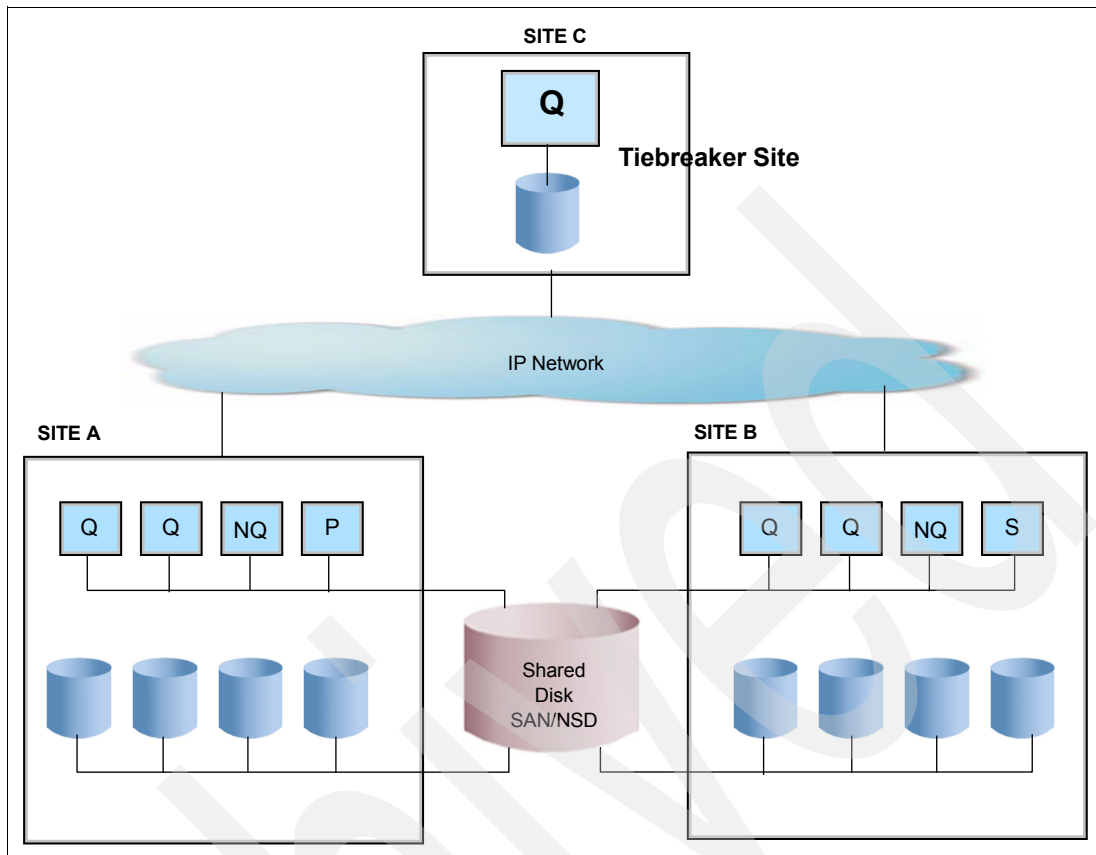 SITE C
Q
Tiebreaker Site
IP Network
SITE A
SITE B
Q Q NQ P
Q Q NQ S
Shared
Disk
SAN/NSD